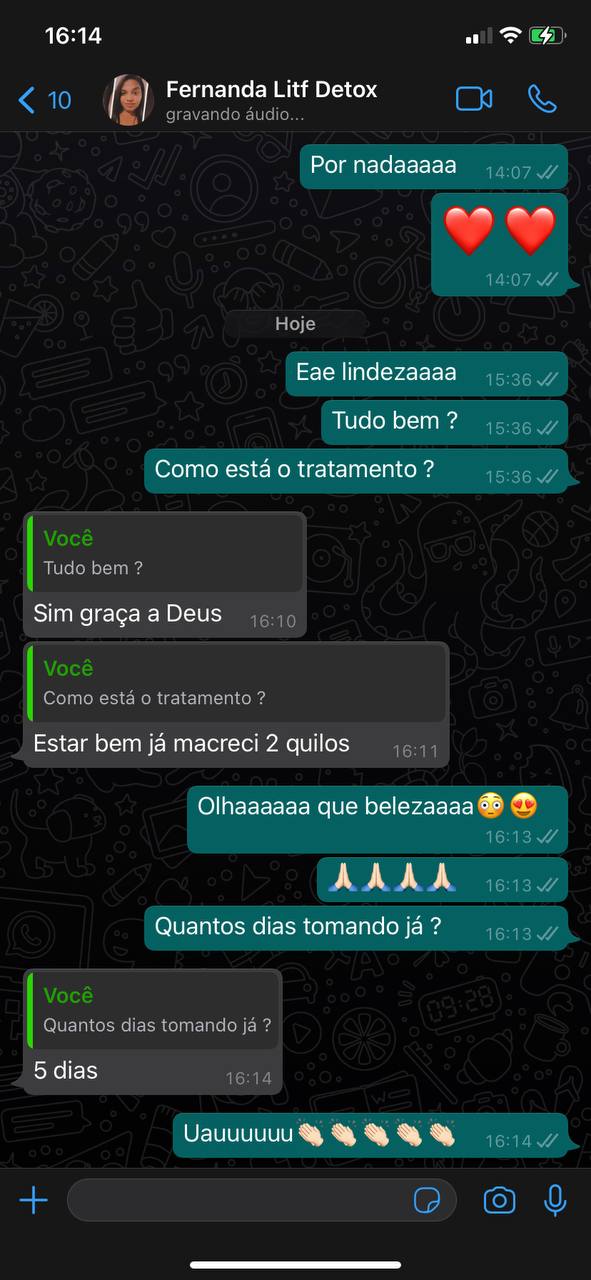 16:14
10
Fernanda Litf Detox
gravando áudio...
Por nadaaaaa 14:07
14:07
Hoje
Eae lindezaaaa 15:36
Tudo bem ? 15:36
Como está o tratamento ? 15:36
Você
Tudo bem ?
Sim graça a Deus 16:10
Você
Como está o tratamento ?
Estar bem já macreci 2 quilos 16:11
Olhaaaaaa que belezaaaa😳😍
16:13
🙏🏻🙏🏻🙏🏻🙏🏻 16:13
Quantos dias tomando já ? 16:13
Você
Quantos dias tomando já ?
5 dias 16:14
Uauuuuuu👏🏻👏🏻👏🏻👏🏻👏🏻 16:14